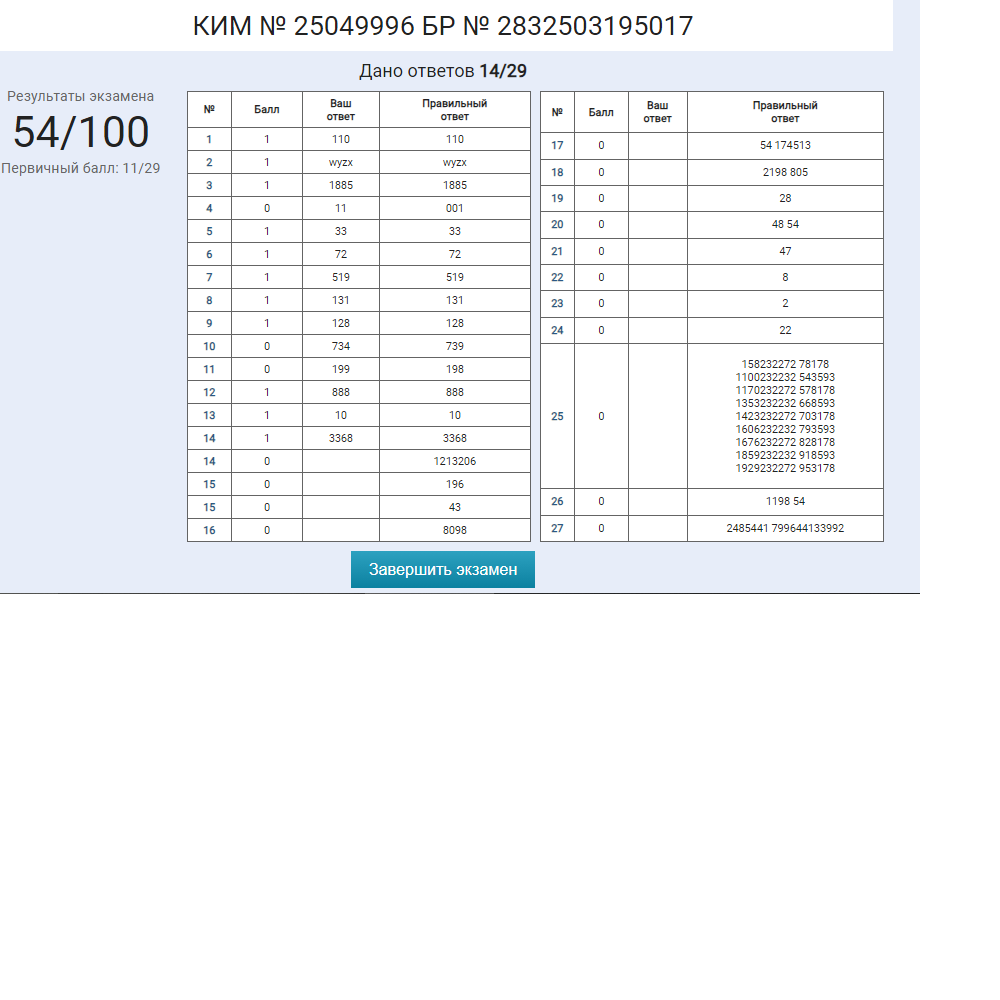 КИМ № 25049996 БР № 2832503195017
Дано ответов 14/29
Результаты экзамена
54/100
Первичный балл: 11/29
№ Балл Ваш ответ Правильный ответ
1 1 110 110
2 1 wyzx wyzx
3 1 1885 1885
4 0 11 001
5 1 33 33
6 1 72 72
7 1 519 519
8 1 131 131
9 1 128 128
10 0 734 739
11 0 199 198
12 1 888 888
13 1 10 10
14 1 3368 3368
14 0 1213206
15 0 196
15 0 43
16 0 8098
№ Балл Ваш ответ Правильный ответ
17 0 54 174513
18 0 2198 805
19 0 28
20 0 48 54
21 0 47
22 0 8
23 0 2
24 0 22
25 0
158232272 78178
1100232232 543593
1170232272 578178
1353232232 668593
1423232272 703178
1606232232 793593
1676232272 828178
1859232232 918593
1929232272 953178
26 0 1198 54
27 0 2485441 799644133992
Завершить экзамен